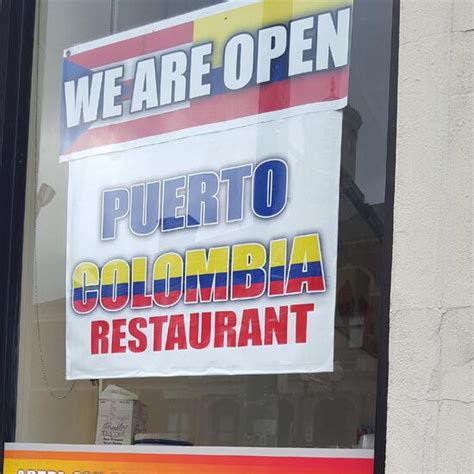 WE ARE OPEN
PUERTO
COLOMBIA
RESTAURANT